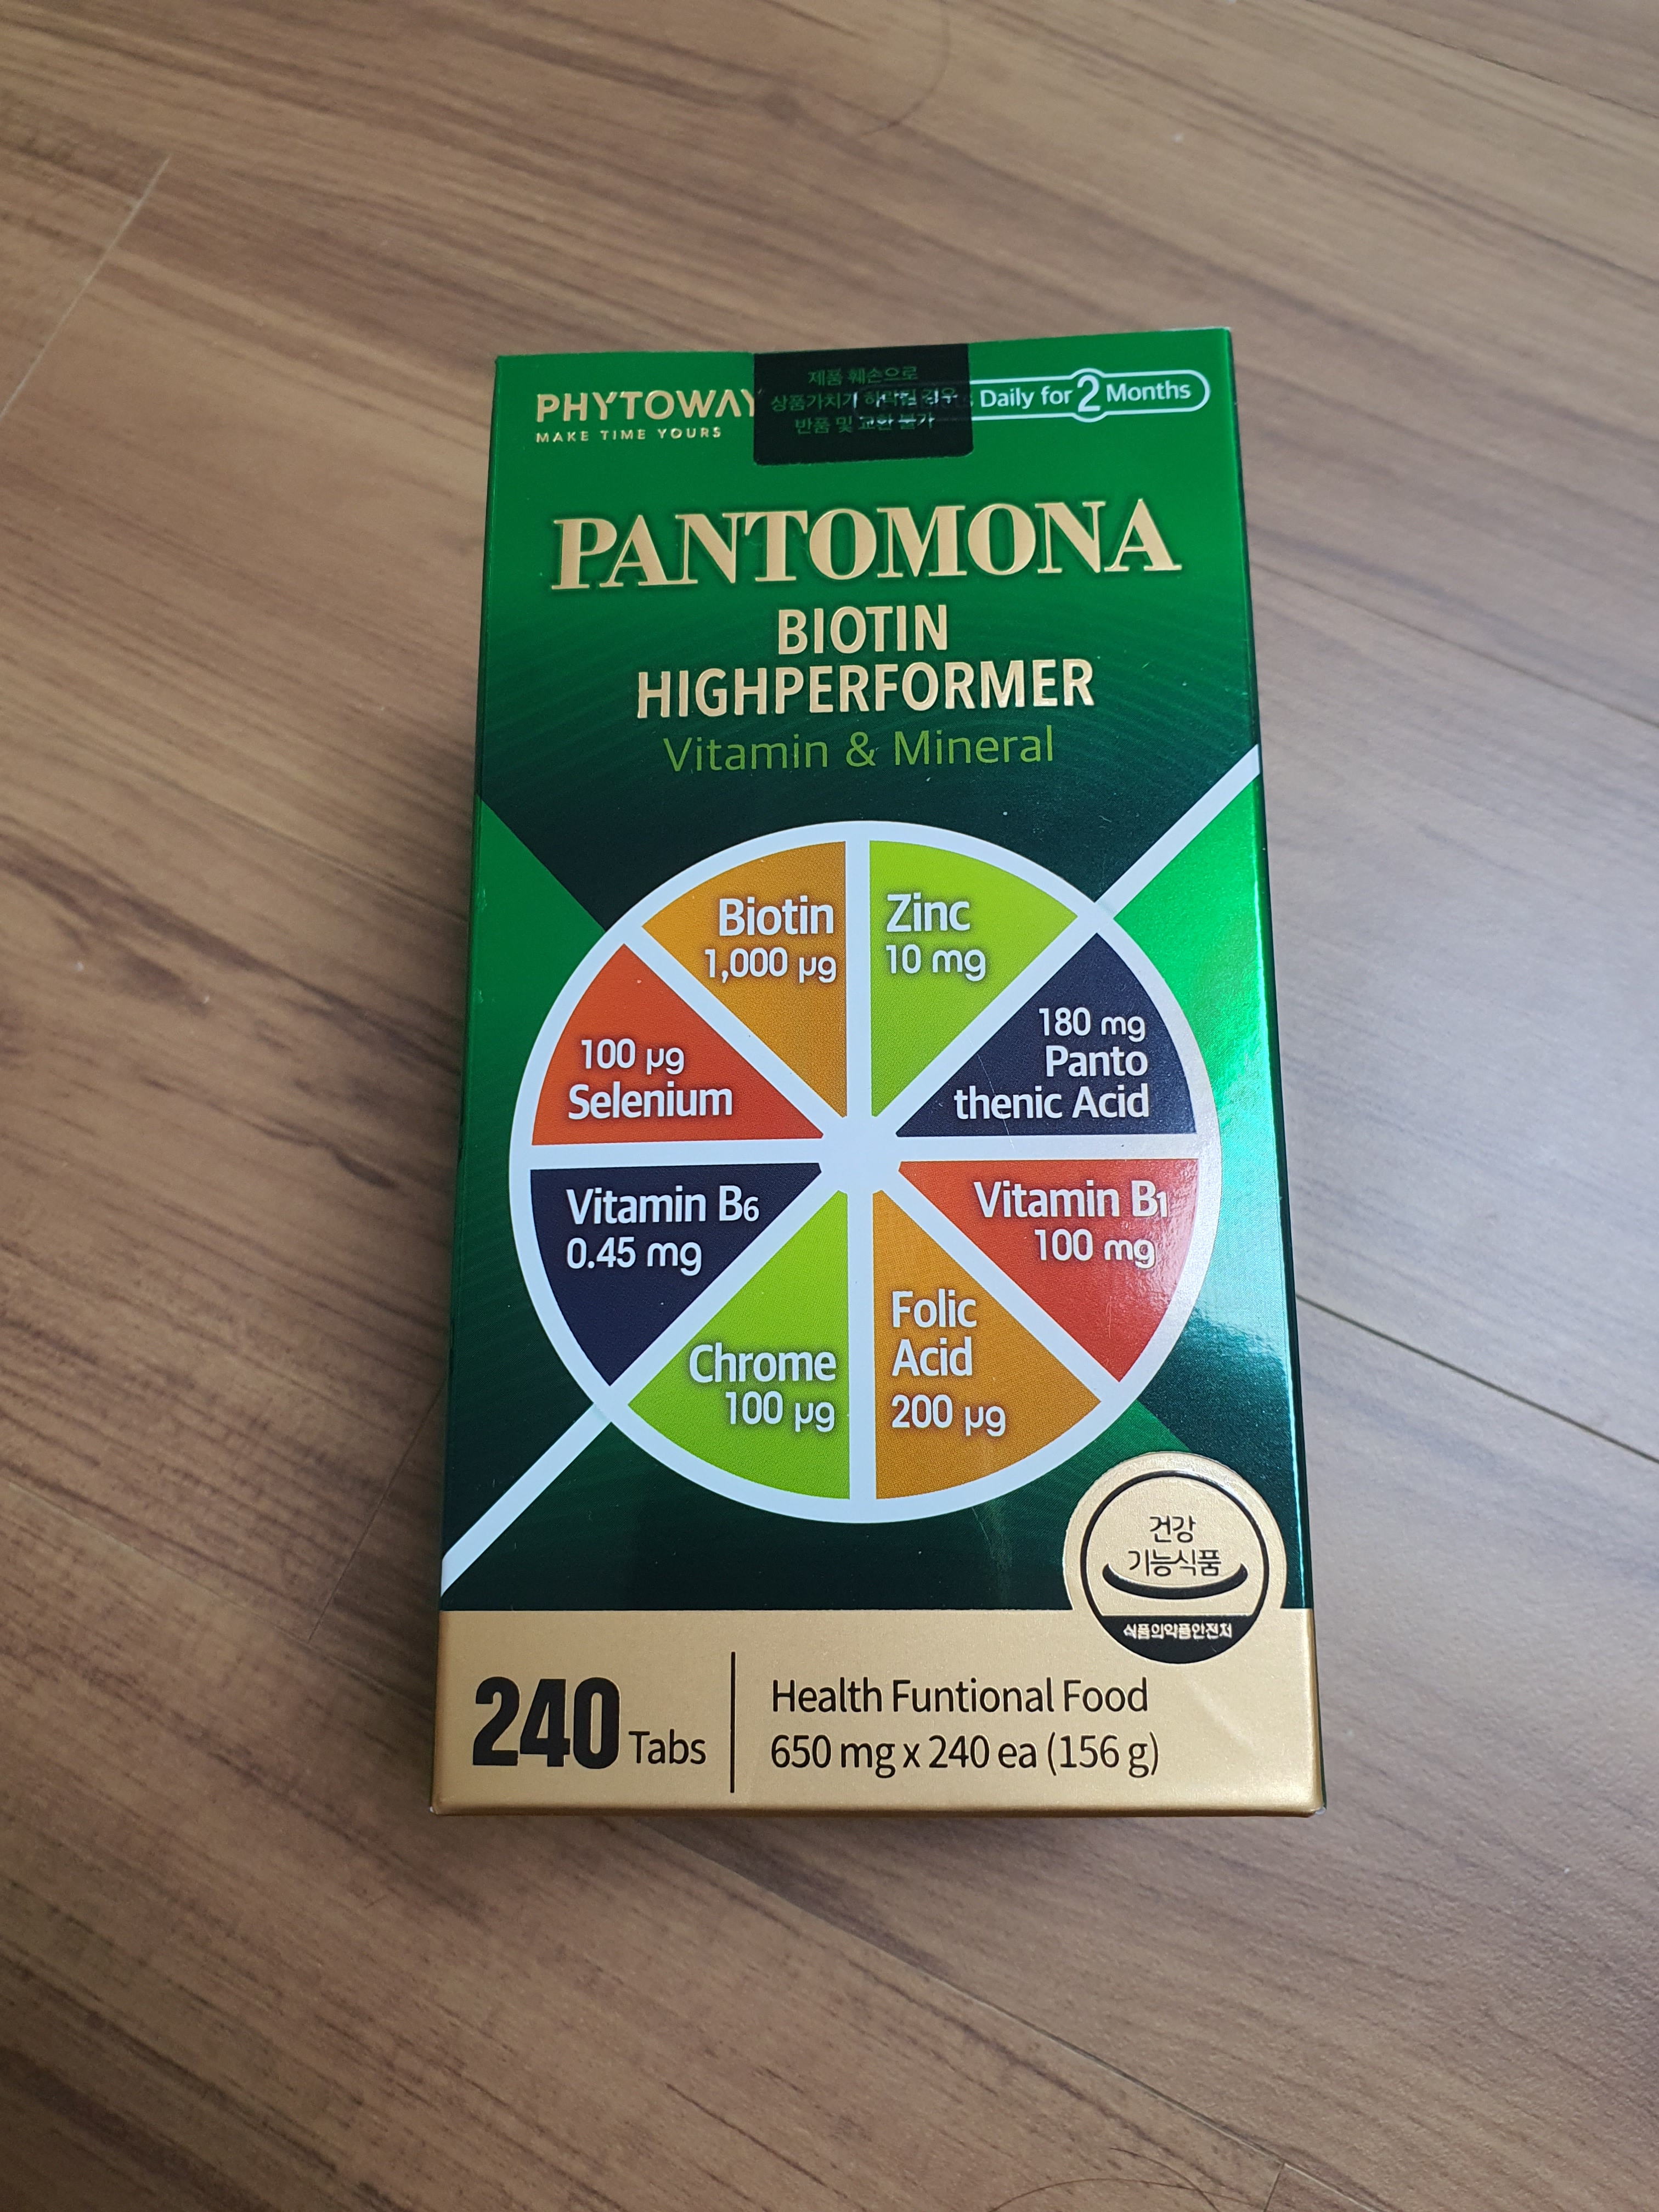 PHYTOWAY
MAKE TIME YOURS
제품 훼손으로
상품가치가 하락된 경우
반품 및 교환 불가
Daily for 2 Months
PANTOMONA
BIOTIN
HIGHPERFORMER
Vitamin & Mineral
Biotin
1,000 µg
Zinc
10 mg
100 µg
Selenium
180 mg
Panto
thenic Acid
Vitamin B6
0.45 mg
Vitamin B1
100 mg
Chrome
100 µg
Folic
Acid
200 µg
건강
기능식품
식품의약품안전처
240 Tabs
Health Funtional Food
650 mg x 240 ea (156 g)